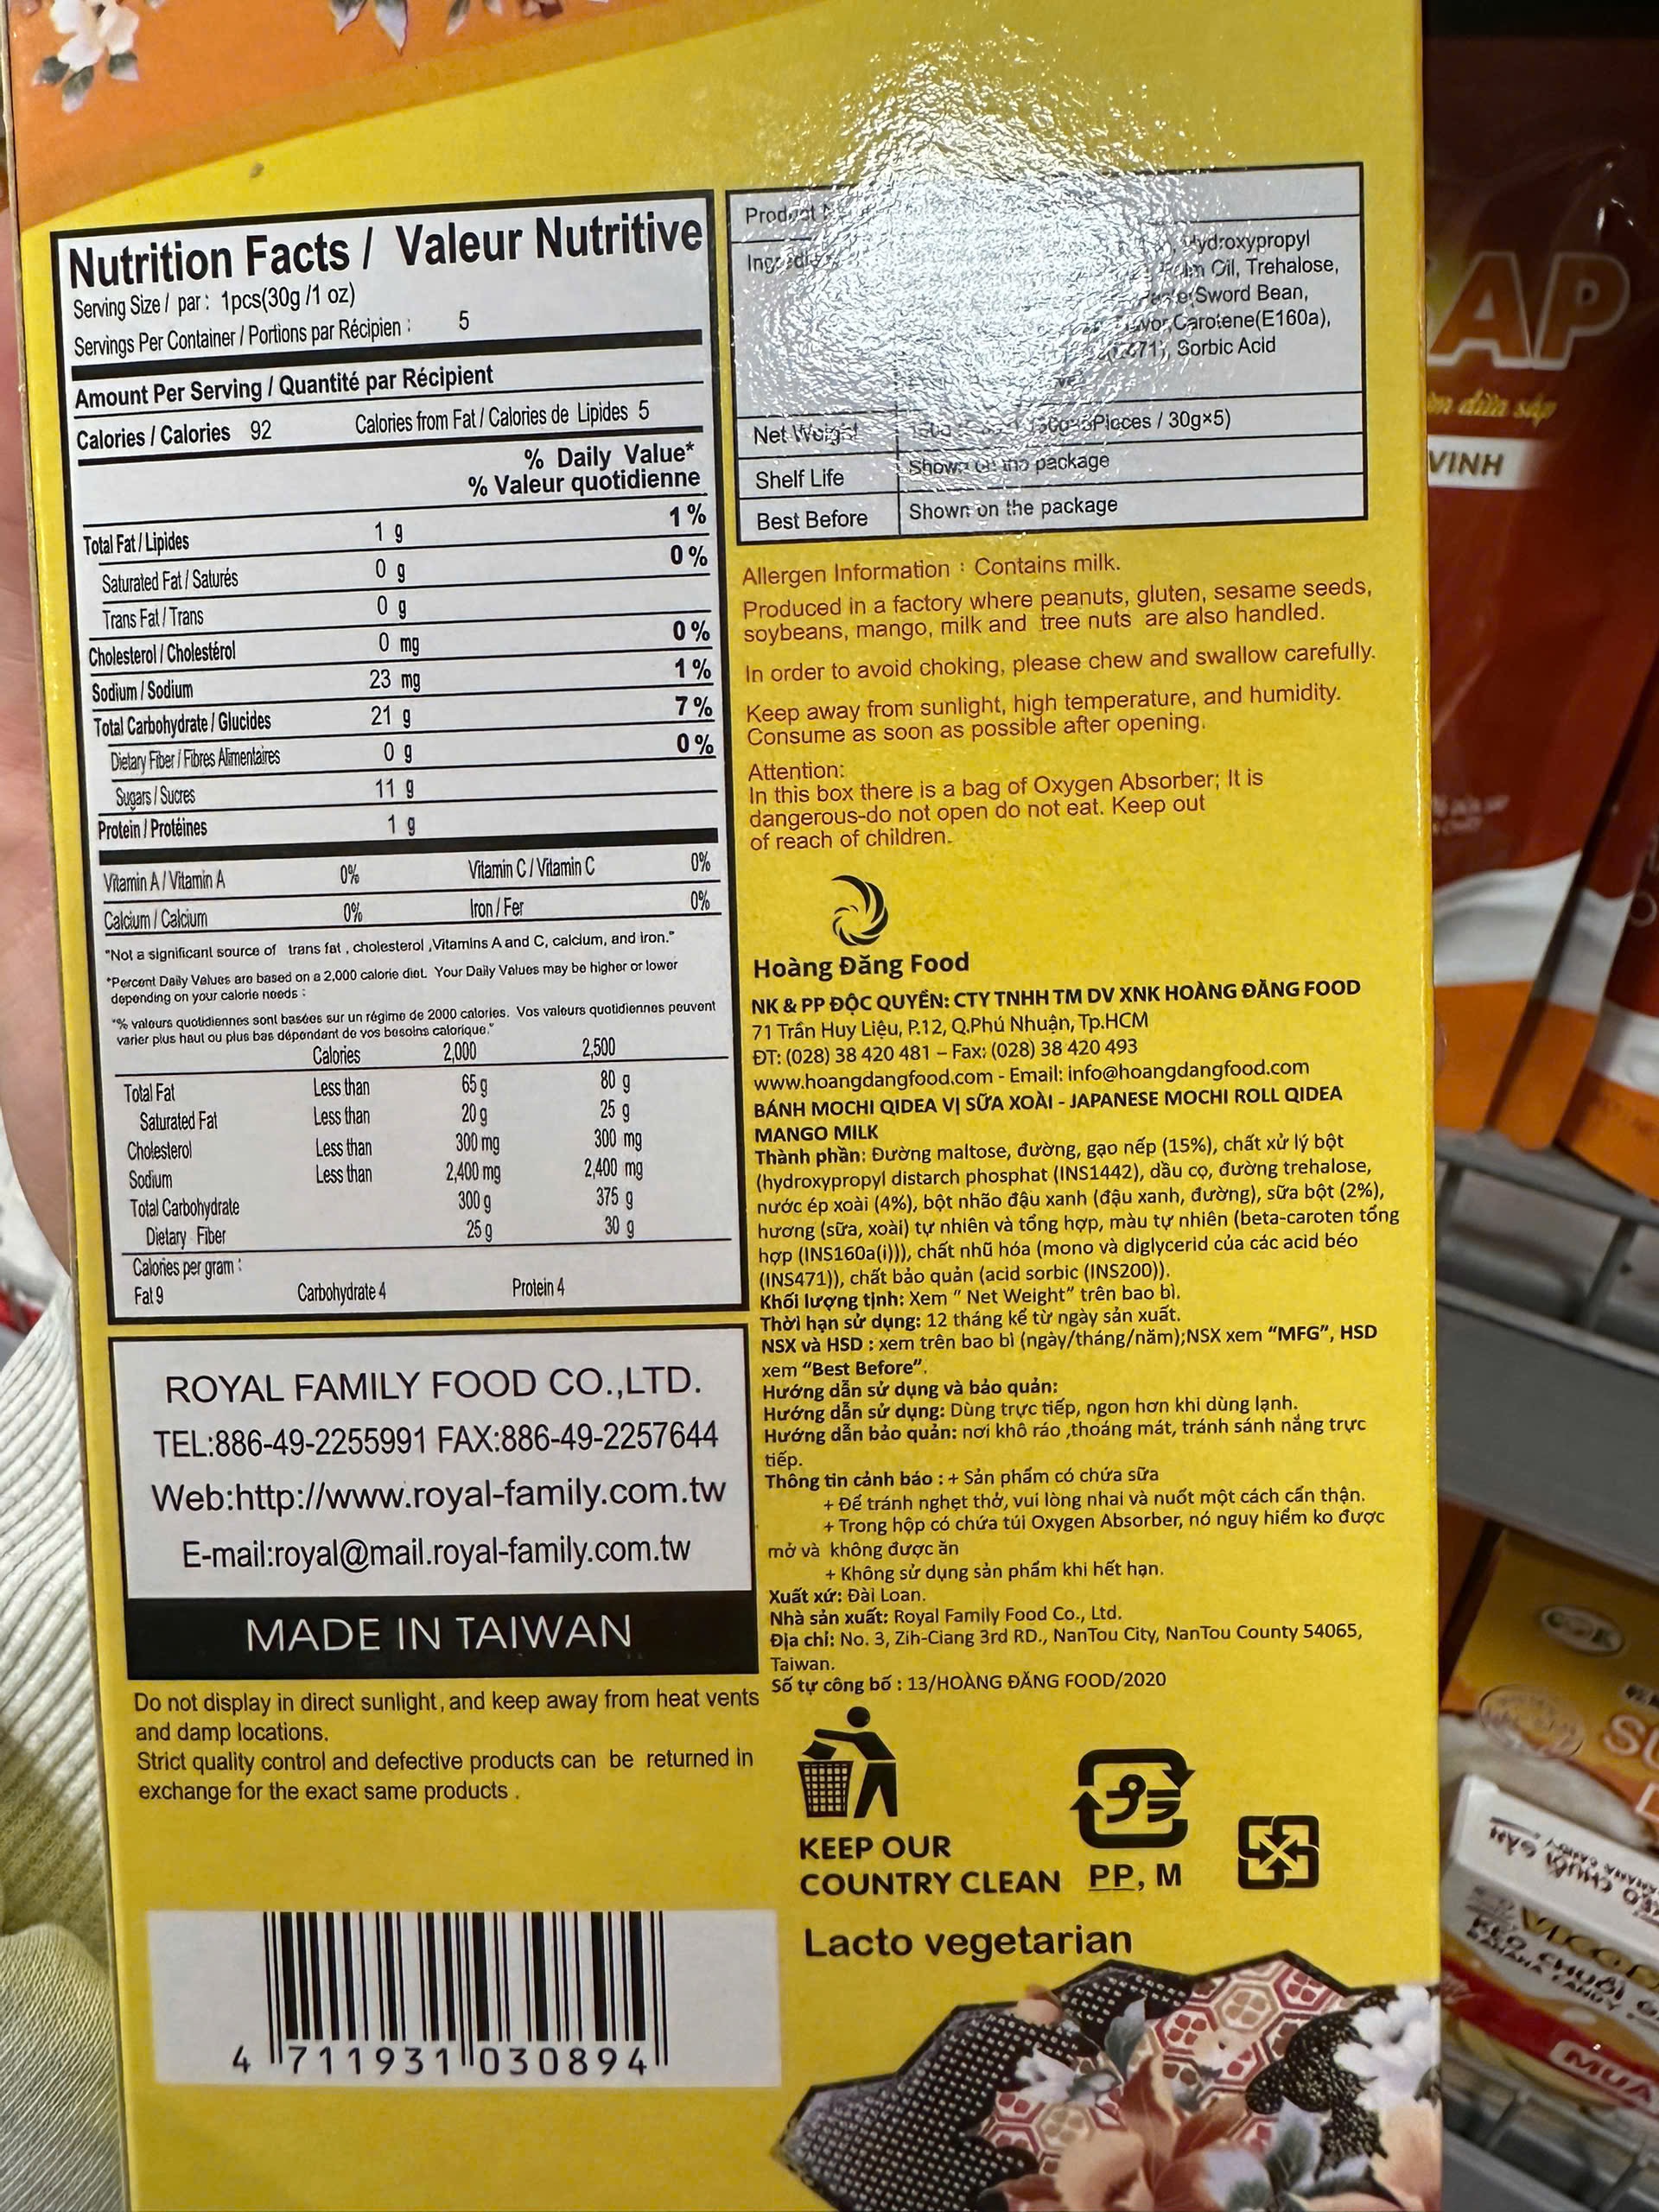 Nutrition Facts / Valeur Nutritive
Serving Size / par : 1pcs(30g /1 oz)
Servings Per Container / Portions par Récipien : 5
Amount Per Serving / Quantité par Récipient
Calories / Calories 92 Calories from Fat / Calories de Lipides 5
% Daily Value*
% Valeur quotidienne
Total Fat / Lipides 1 g 1%
Saturated Fat / Saturés 0 g 0%
Trans Fat / Trans 0 g
Cholesterol / Cholestérol 0 mg 0%
Sodium / Sodium 23 mg 1%
Total Carbohydrate / Glucides 21 g 7%
Dietary Fiber / Fibres Alimentaires 0 g 0%
Sugars / Sucres 11 g
Protein / Protéines 1 g
Vitamin A / Vitamin A 0% Vitamin C / Vitamin C 0%
Calcium / Calcium 0% Iron / Fer 0%
"Not a significant source of trans fat , cholesterol ,Vitamins A and C, calcium, and iron."
*Percent Daily Values are based on a 2,000 calorie diet. Your Daily Values may be higher or lower
depending on your calorie needs :
"% valeurs quotidiennes sont basées sur un régime de 2000 calories. Vos valeurs quotidiennes peuvent
varier plus haut ou plus bas dépendant de vos besoins calorique."
Calories 2,000 2,500
Total Fat Less than 65 g 80 g
Saturated Fat Less than 20 g 25 g
Cholesterol Less than 300 mg 300 mg
Sodium Less than 2,400 mg 2,400 mg
Total Carbohydrate 300 g 375 g
Dietary Fiber 25 g 30 g
Calories per gram :
Fat 9 Carbohydrate 4 Protein 4
ROYAL FAMILY FOOD CO.,LTD.
TEL:886-49-2255991 FAX:886-49-2257644
Web:http://www.royal-family.com.tw
E-mail:royal@mail.royal-family.com.tw
MADE IN TAIWAN
Do not display in direct sunlight, and keep away from heat vents
and damp locations.
Strict quality control and defective products can be returned in
exchange for the exact same products .
4 711931 030894
Product
Hydroxypropyl
Oil, Trehalose,
Sword Bean,
Carotene(E160a),
Sorbic Acid
Net Weight Pieces / 30g×5)
Shelf Life Shown on the package
Best Before Shown on the package
Allergen Information : Contains milk.
Produced in a factory where peanuts, gluten, sesame seeds,
soybeans, mango, milk and tree nuts are also handled.
In order to avoid choking, please chew and swallow carefully.
Keep away from sunlight, high temperature, and humidity.
Consume as soon as possible after opening.
Attention:
In this box there is a bag of Oxygen Absorber; It is
dangerous-do not open do not eat. Keep out
of reach of children.
Hoàng Đăng Food
NK & PP ĐỘC QUYỀN: CTY TNHH TM DV XNK HOÀNG ĐĂNG FOOD
71 Trần Huy Liệu, P.12, Q.Phú Nhuận, Tp.HCM
ĐT: (028) 38 420 481 – Fax: (028) 38 420 493
www.hoangdangfood.com - Email: info@hoangdangfood.com
BÁNH MOCHI QIDEA VỊ SỮA XOÀI - JAPANESE MOCHI ROLL QIDEA
MANGO MILK
Thành phần: Đường maltose, đường, gạo nếp (15%), chất xử lý bột
(hydroxypropyl distarch phosphat (INS1442), dầu cọ, đường trehalose,
nước ép xoài (4%), bột nhão đậu xanh (đậu xanh, đường), sữa bột (2%),
hương (sữa, xoài) tự nhiên và tổng hợp, màu tự nhiên (beta-caroten tổng
hợp (INS160a(i))), chất nhũ hóa (mono và diglycerid của các acid béo
(INS471)), chất bảo quản (acid sorbic (INS200)).
Khối lượng tịnh: Xem " Net Weight" trên bao bì.
Thời hạn sử dụng: 12 tháng kể từ ngày sản xuất.
NSX và HSD : xem trên bao bì (ngày/tháng/năm);NSX xem "MFG", HSD
xem "Best Before".
Hướng dẫn sử dụng và bảo quản:
Hướng dẫn sử dụng: Dùng trực tiếp, ngon hơn khi dùng lạnh.
Hướng dẫn bảo quản: nơi khô ráo ,thoáng mát, tránh sánh nắng trực
tiếp.
Thông tin cảnh báo : + Sản phẩm có chứa sữa
+ Để tránh nghẹt thở, vui lòng nhai và nuốt một cách cẩn thận.
+ Trong hộp có chứa túi Oxygen Absorber, nó nguy hiểm ko được
mở và không được ăn
+ Không sử dụng sản phẩm khi hết hạn.
Xuất xứ: Đài Loan.
Nhà sản xuất: Royal Family Food Co., Ltd.
Địa chỉ: No. 3, Zih-Ciang 3rd RD., NanTou City, NanTou County 54065,
Taiwan.
Số tự công bố : 13/HOÀNG ĐĂNG FOOD/2020
KEEP OUR
COUNTRY CLEAN
プラ
PP, M
Lacto vegetarian
AP
dừa sáp
VINH
MUA